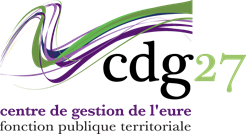 cdg27
centre de gestion de l'eure
fonction publique territoriale